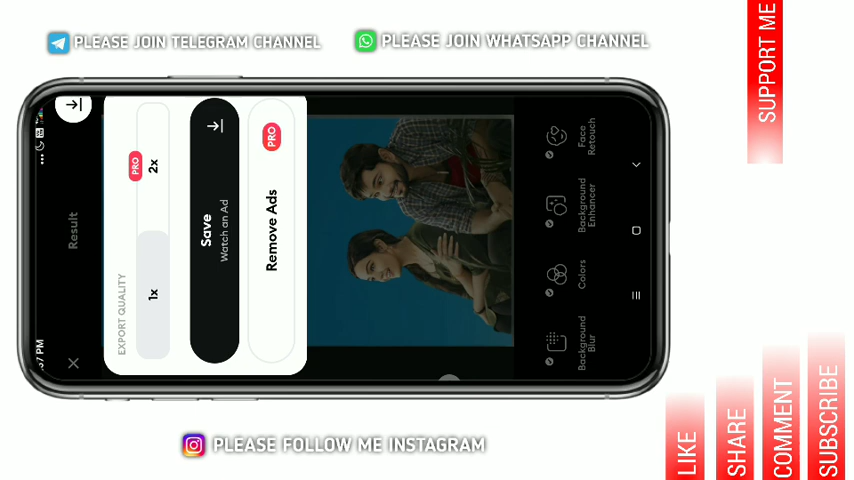 PLEASE JOIN TELEGRAM CHANNEL
PLEASE JOIN WHATSAPP CHANNEL
SUPPORT ME
Result
EXPORT QUALITY
1x
2x
PRO
Save
Watch an Ad
Remove Ads
PRO
Background
Blur
Colors
Background
Enhancer
Face
Retouch
PLEASE FOLLOW ME INSTAGRAM
LIKE
SHARE
COMMENT
SUBSCRIBE